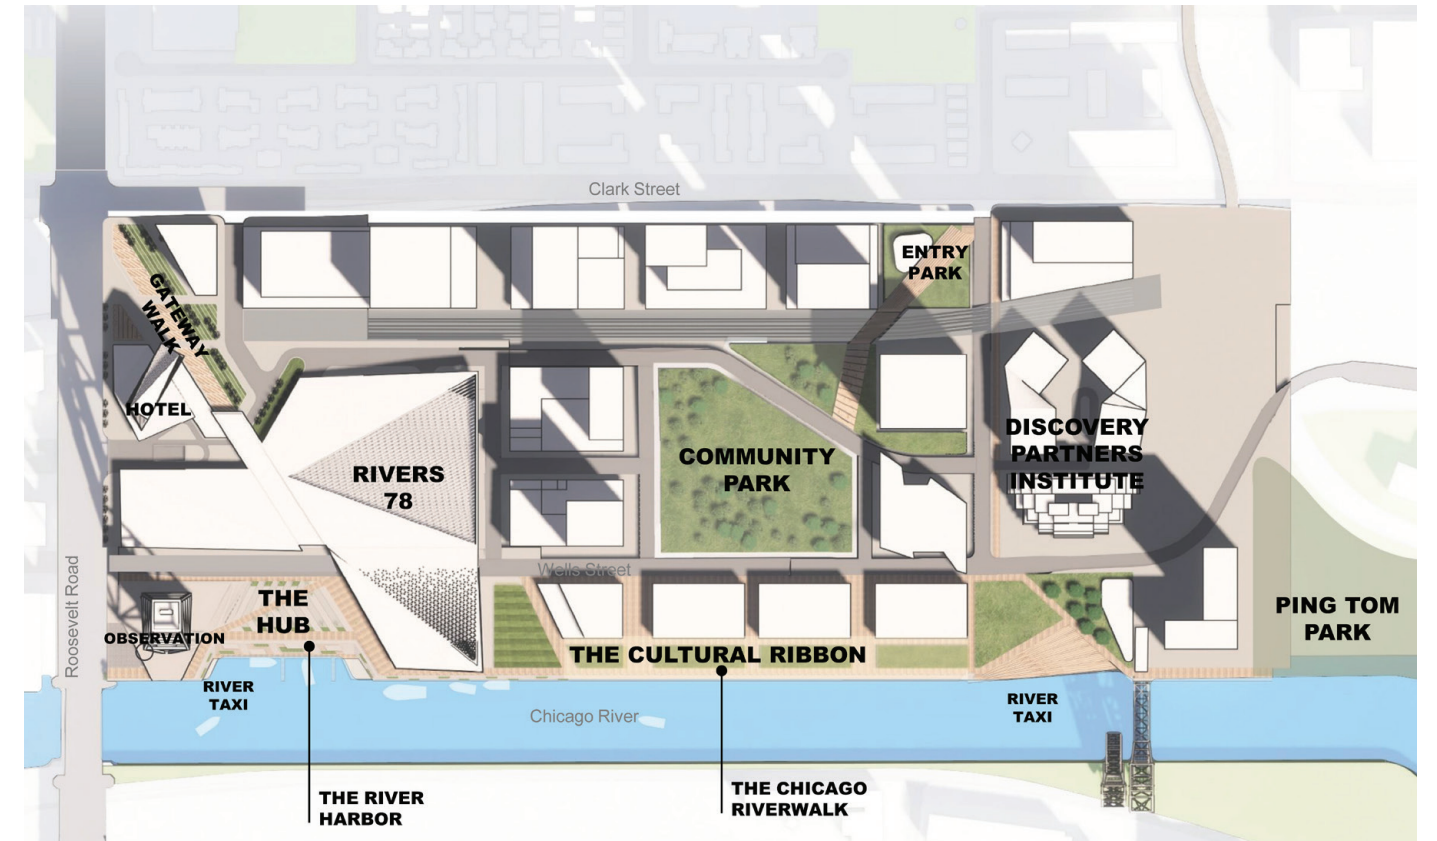 Clark Street
ENTRY
PARK
GATEWAY
WALK
HOTEL
RIVERS
78
COMMUNITY
PARK
DISCOVERY
PARTNERS
INSTITUTE
Roosevelt Road
Wells Street
THE
HUB
OBSERVATION
THE CULTURAL RIBBON
PING TOM
PARK
RIVER
TAXI
Chicago River
RIVER
TAXI
THE RIVER
HARBOR
THE CHICAGO
RIVERWALK